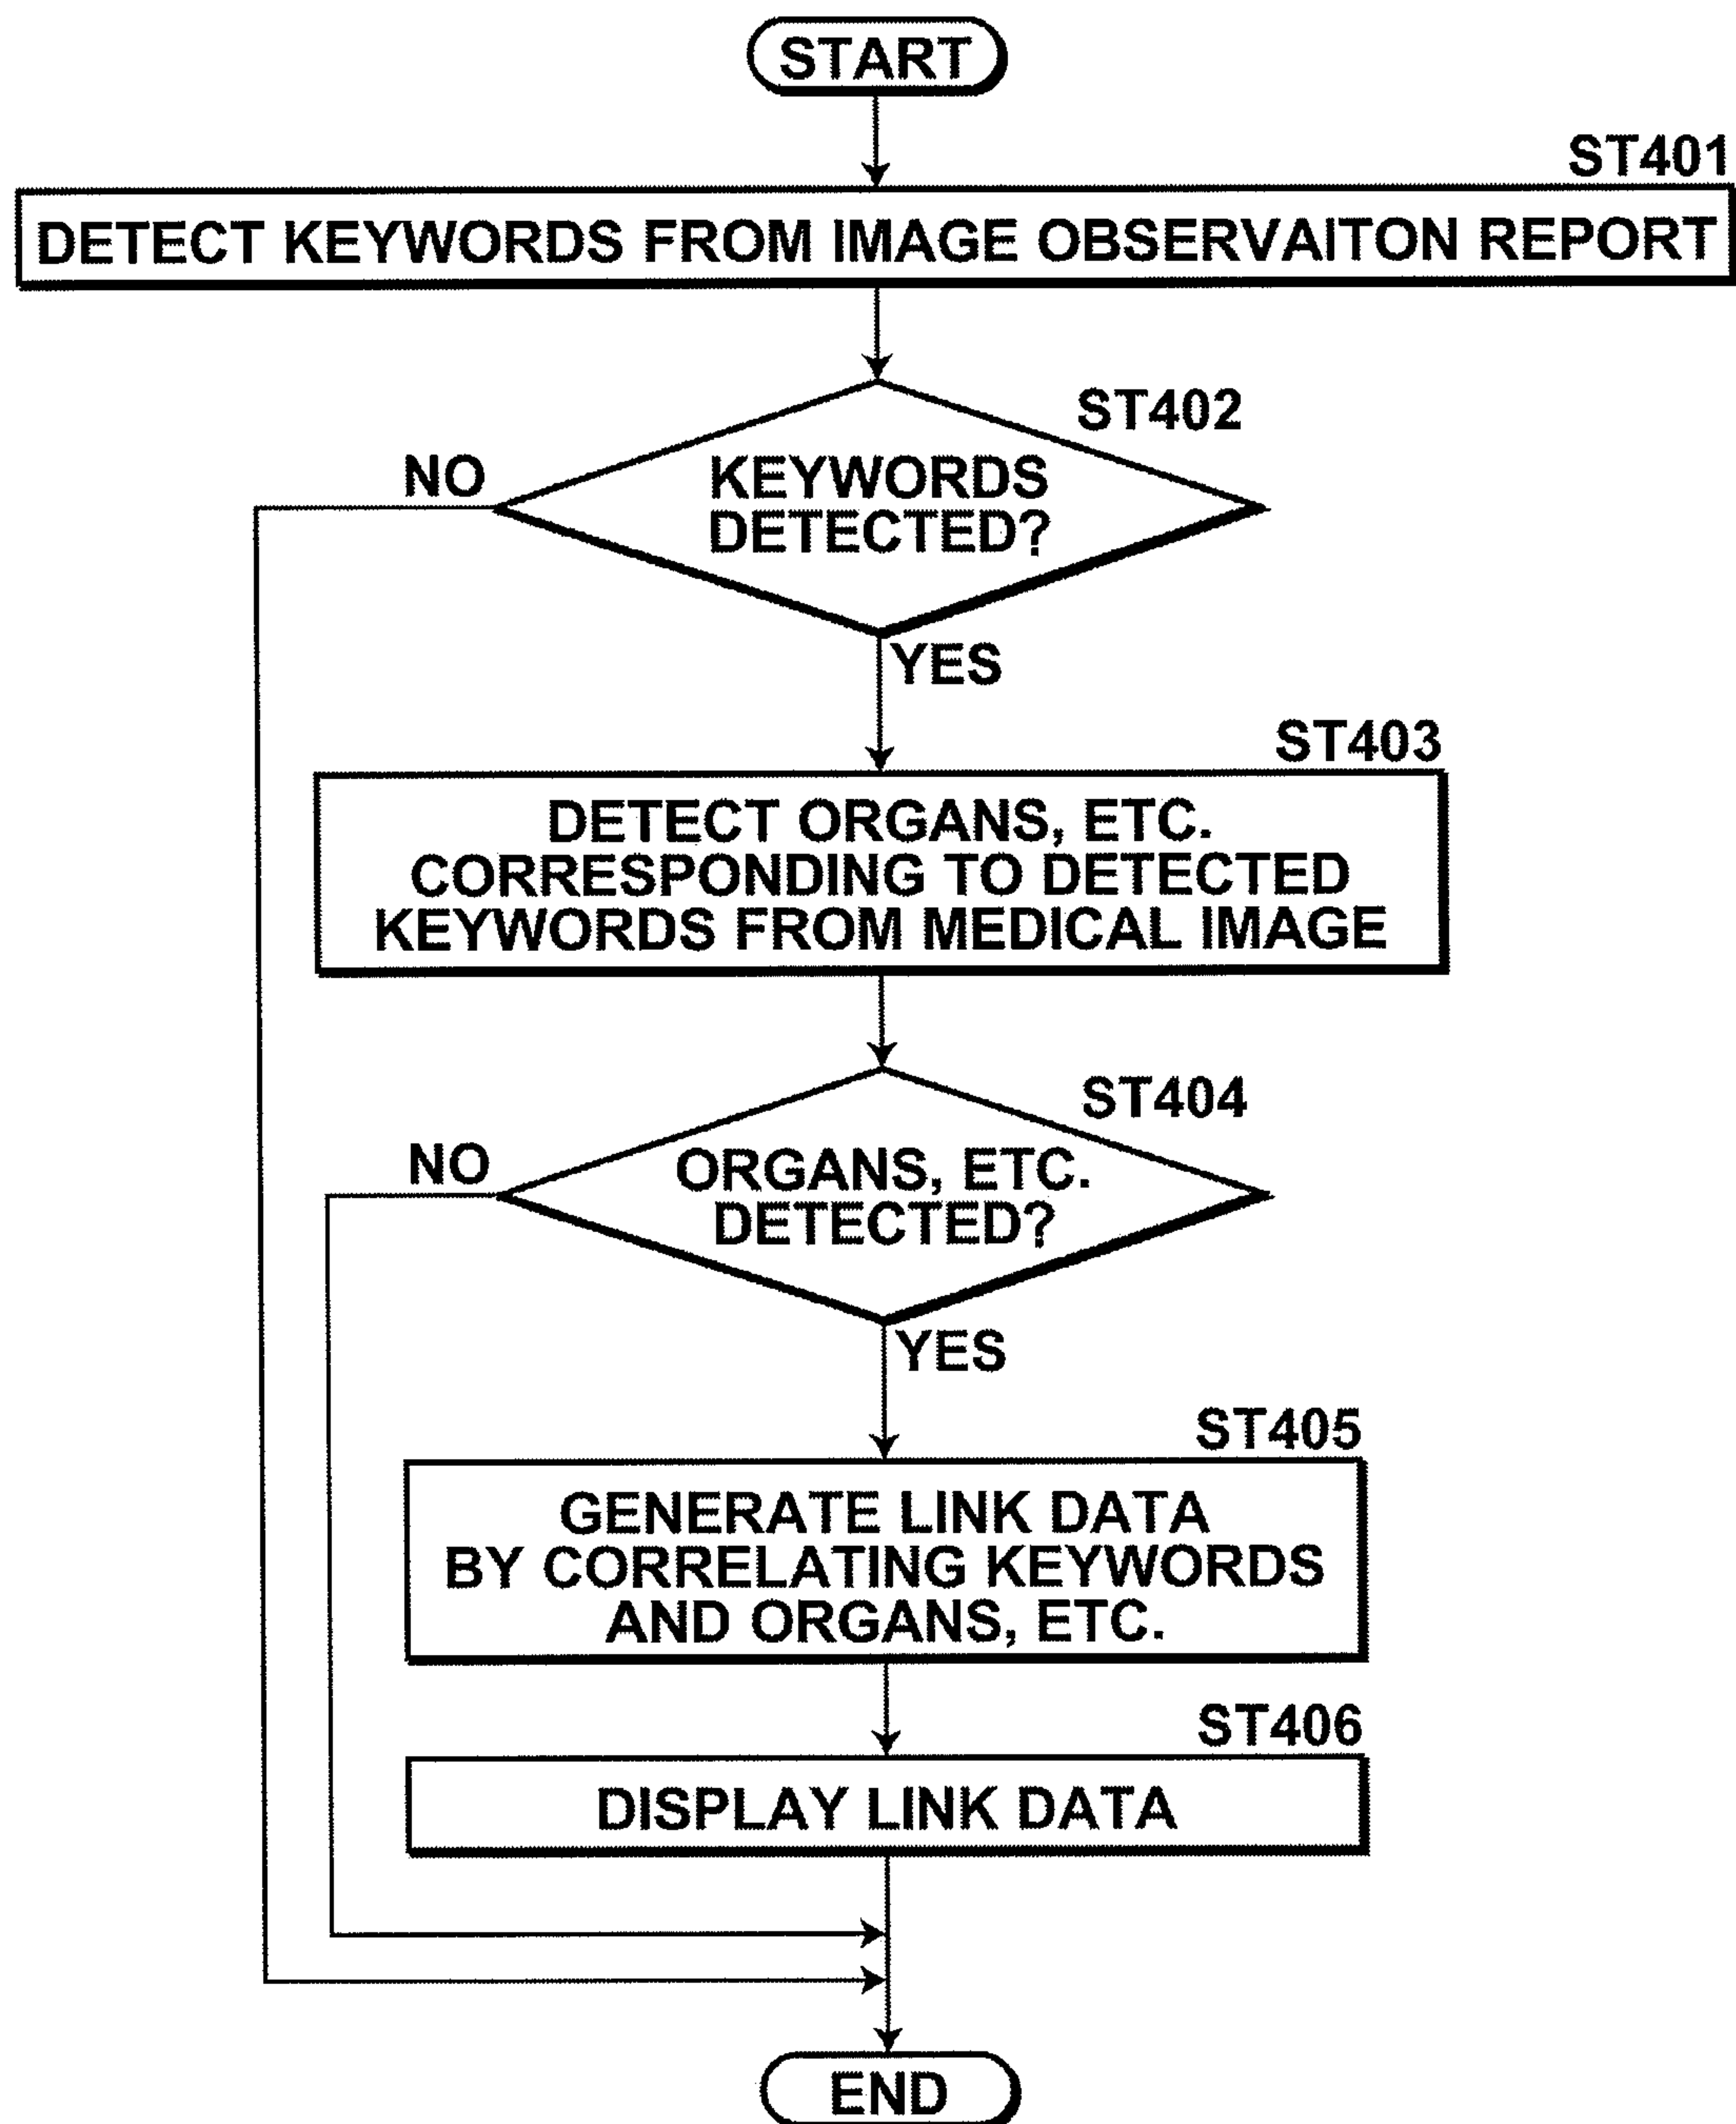 START
ST401
DETECT KEYWORDS FROM IMAGE OBSERVAITON REPORT
ST402
NO
KEYWORDS
DETECTED?
YES
ST403
DETECT ORGANS, ETC.
CORRESPONDING TO DETECTED
KEYWORDS FROM MEDICAL IMAGE
ST404
NO
ORGANS, ETC.
DETECTED?
YES
ST405
GENERATE LINK DATA
BY CORRELATING KEYWORDS
AND ORGANS, ETC.
ST406
DISPLAY LINK DATA
END